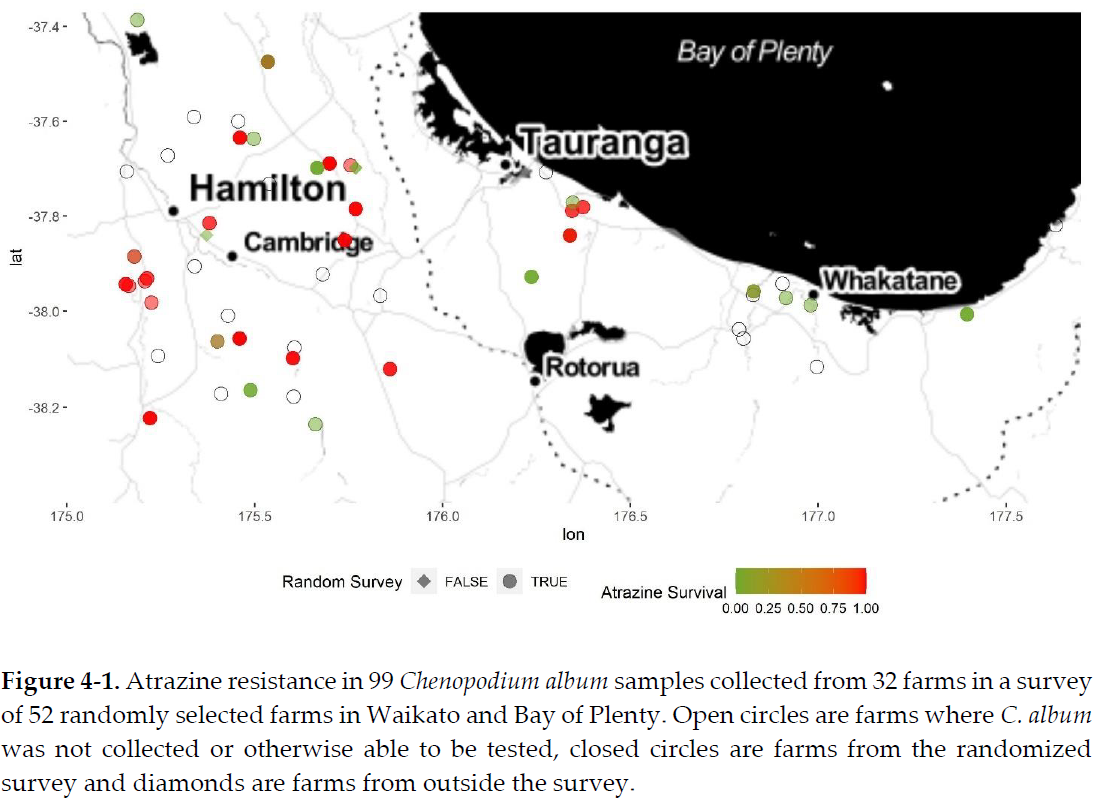 -37.4
-37.6
-37.8
-38.0
-38.2
lat
Bay of Plenty
Tauranga
Hamilton
Cambridge
Whakatane
Rotorua
175.0 175.5 176.0 176.5 177.0 177.5
lon
Random Survey FALSE TRUE Atrazine Survival
0.00 0.25 0.50 0.75 1.00
Figure 4-1. Atrazine resistance in 99 Chenopodium album samples collected from 32 farms in a survey
of 52 randomly selected farms in Waikato and Bay of Plenty. Open circles are farms where C. album
was not collected or otherwise able to be tested, closed circles are farms from the randomized
survey and diamonds are farms from outside the survey.